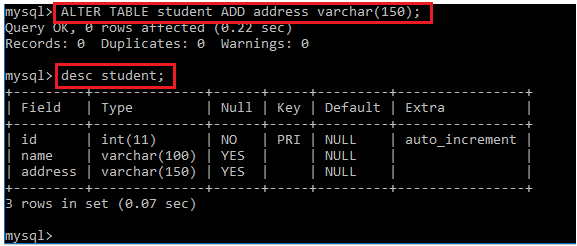 mysql> ALTER TABLE student ADD address varchar(150);
Query OK, 0 rows affected (0.22 sec)
Records: 0  Duplicates: 0  Warnings: 0
mysql> desc student;
+---------+--------------+------+-----+---------+----------------+
| Field   | Type         | Null | Key | Default | Extra          |
+---------+--------------+------+-----+---------+----------------+
| id      | int(11)      | NO   | PRI | NULL    | auto_increment |
| name    | varchar(100) | YES  |     | NULL    |                |
| address | varchar(150) | YES  |     | NULL    |                |
+---------+--------------+------+-----+---------+----------------+
3 rows in set (0.07 sec)
mysql>